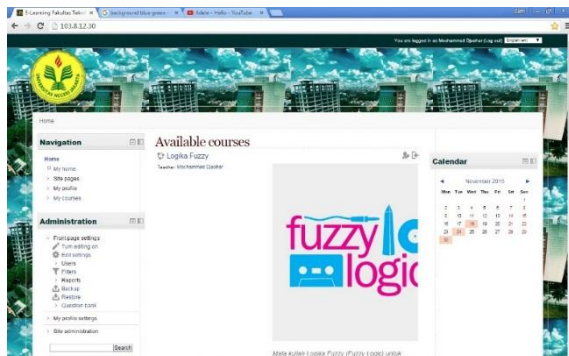 E-Learning Fakultas Tekni
background blue green -
Adele - Hello - YouTube
103.8.12.30
You are logged in as Mochammad Djaohar (Log out)
Home
Navigation
Home
My home
Site pages
My profile
My courses
Administration
Front page settings
Turn editing on
Edit settings
Users
Filters
Reports
Backup
Restore
Question bank
My profile settings
Site administration
Search
Available courses
Logika Fuzzy
Teacher: Mochammad Djaohar
fuzzy
logic
Mata kuliah Logika Fuzzy (Fuzzy Logic) untuk
Calendar
November 2015
Mon Tue Wed Thu Fri Sat Sun
1
2 3 4 5 6 7 8
9 10 11 12 13 14 15
16 17 18 19 20 21 22
23 24 25 26 27 28 29
30